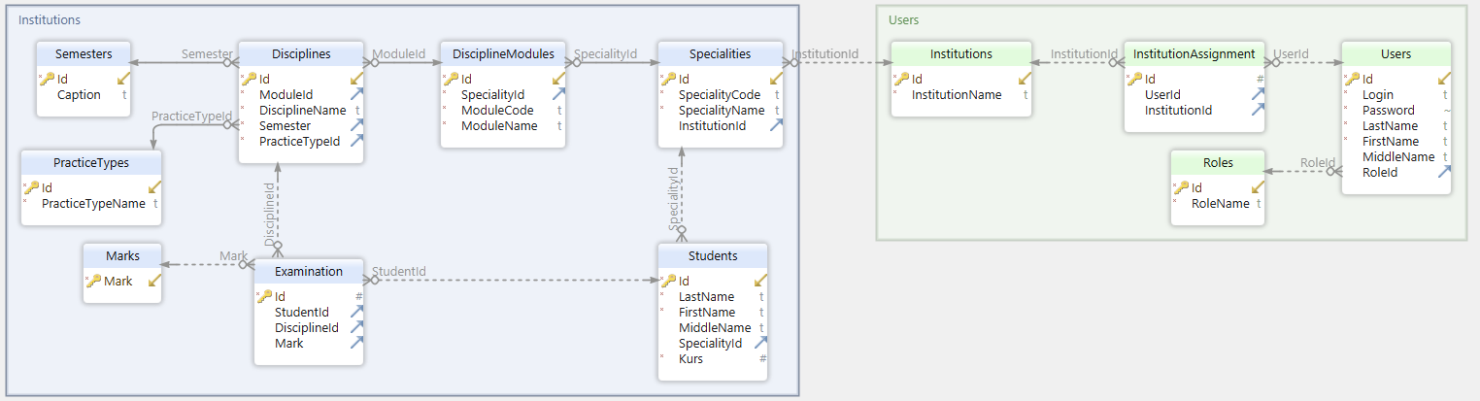 Institutions
Semesters
Id
Caption t
Semester
Disciplines
Id
ModuleId
DisciplineName t
Semester
PracticeTypeId
ModuleId
DisciplineModules
Id
SpecialityId
ModuleCode t
ModuleName t
SpecialityId
Specialities
Id
SpecialityCode t
SpecialityName t
InstitutionId
PracticeTypeId
PracticeTypes
Id
PracticeTypeName t
DisciplineId
SpecialityId
Marks
Mark
Mark
Examination
Id #
StudentId
DisciplineId
Mark
StudentId
Students
Id
LastName t
FirstName t
MiddleName t
SpecialityId
Kurs #
InstitutionId
Users
Institutions
Id
InstitutionName t
InstitutionId
InstitutionAssignment
Id #
UserId
InstitutionId
UserId
Users
Id
Login t
Password ~
LastName t
FirstName t
MiddleName t
RoleId
Roles
Id
RoleName t
RoleId